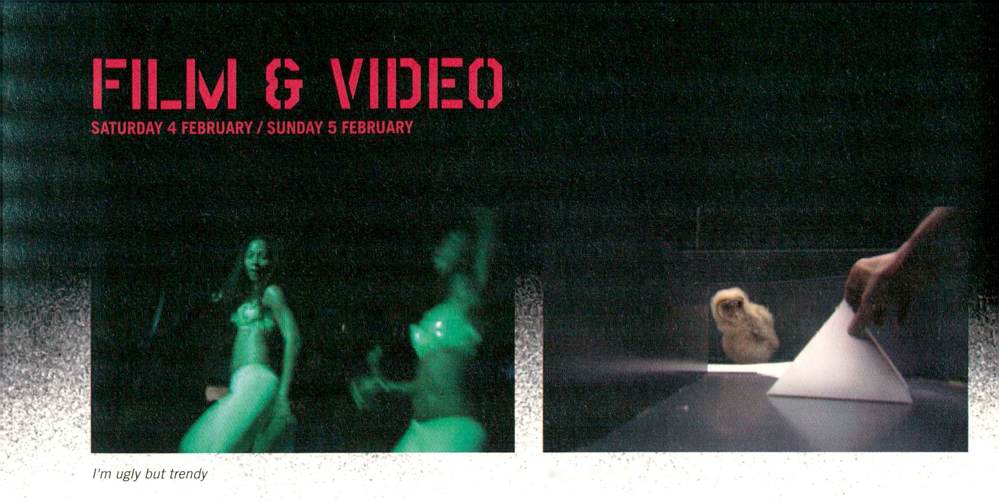 FILM & VIDEO
SATURDAY 4 FEBRUARY / SUNDAY 5 FEBRUARY
I'm ugly but trendy